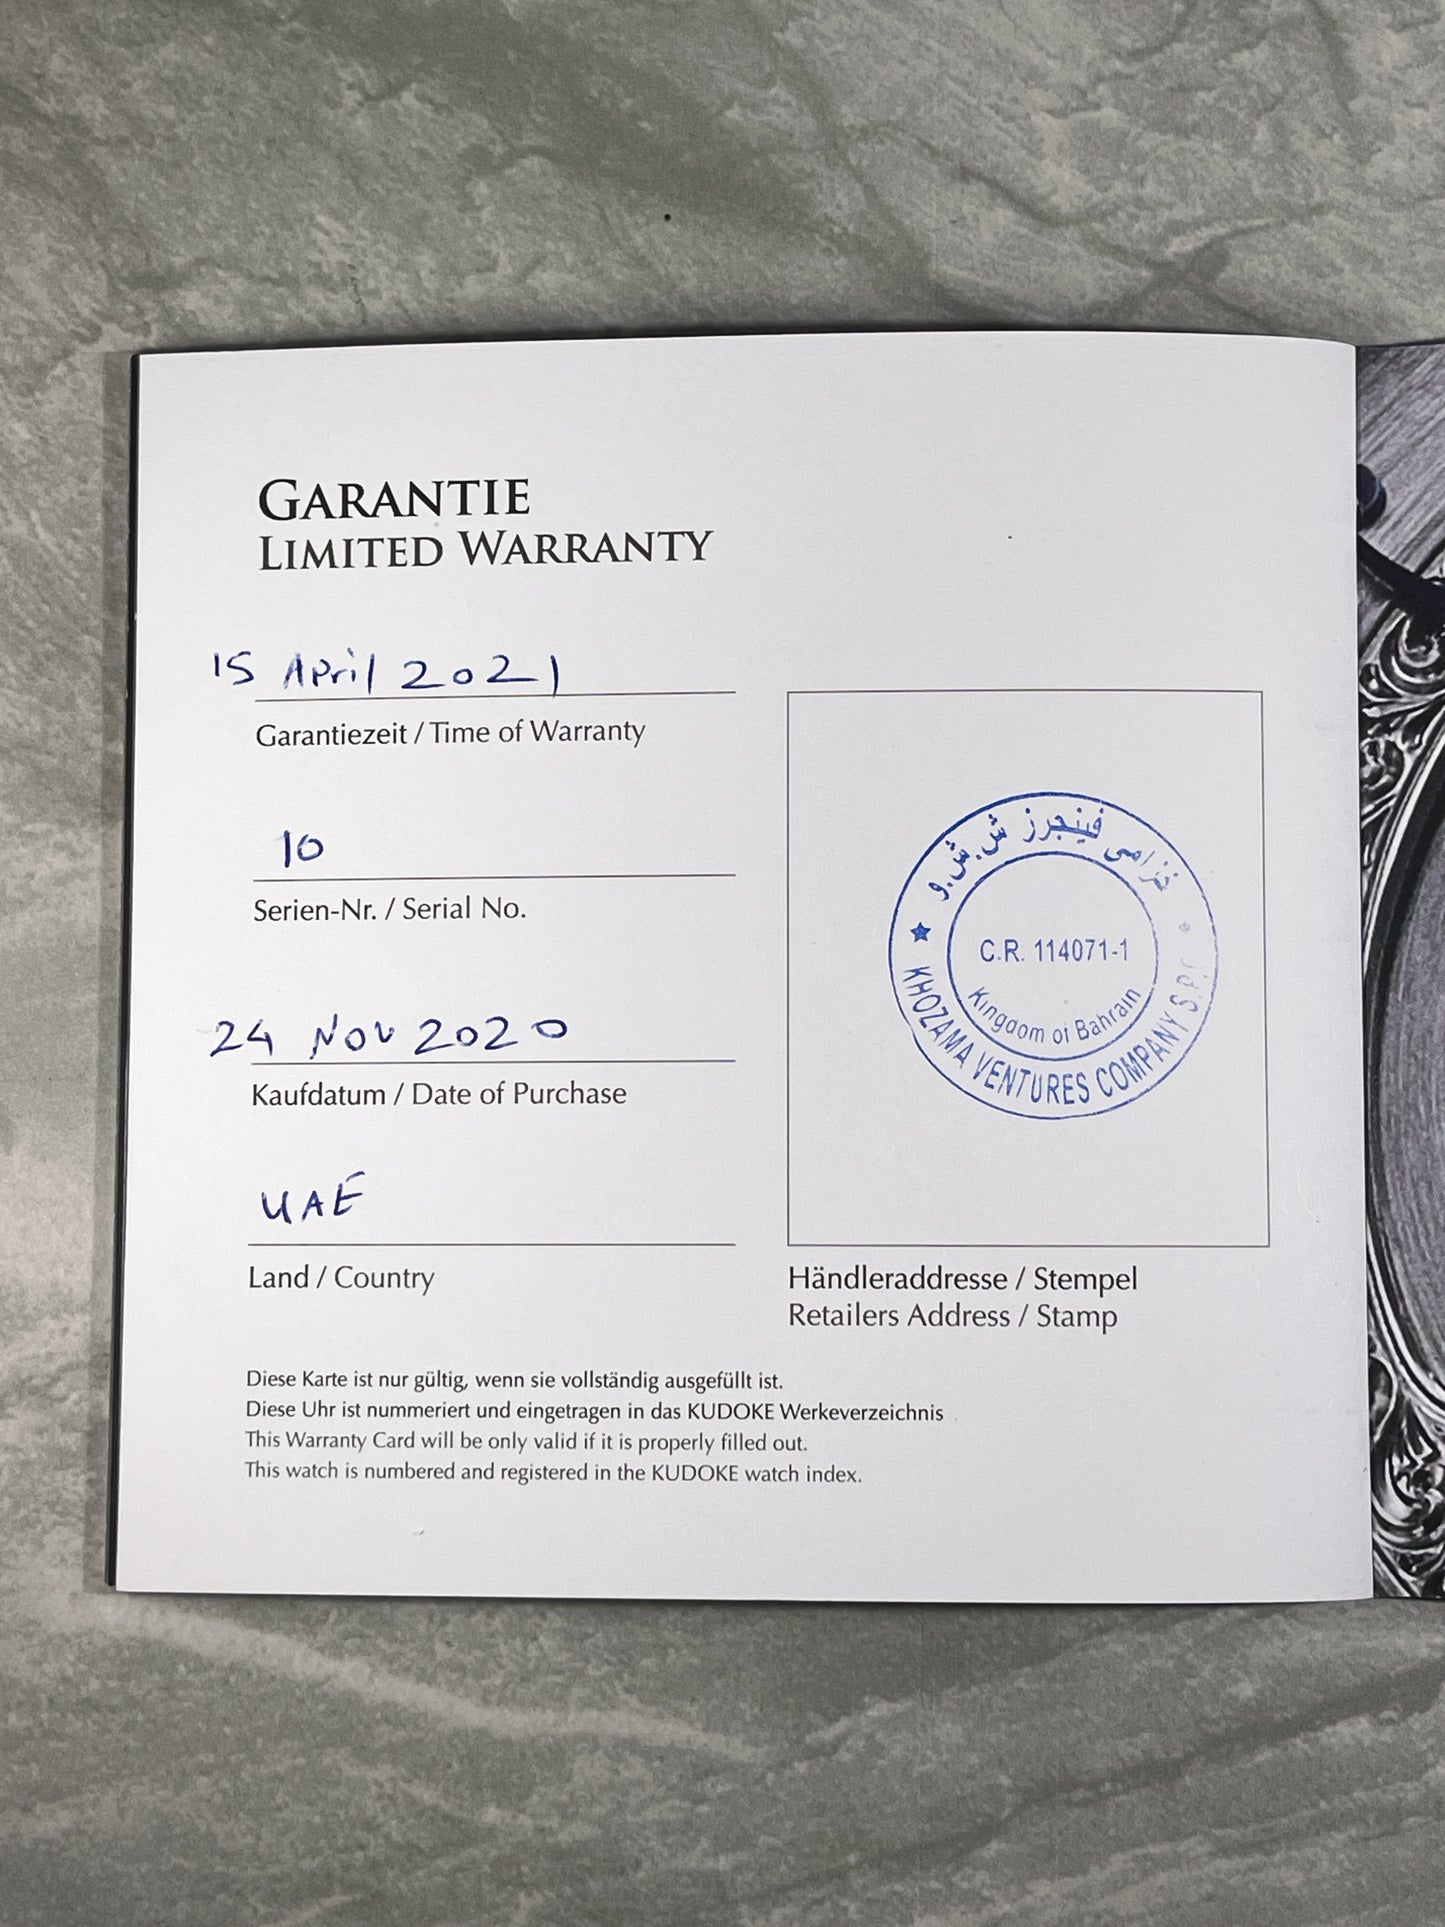 GARANTIE
LIMITED WARRANTY
15 April 2021
Garantiezeit / Time of Warranty
10
Serien-Nr. / Serial No.
24 Nov 2020
Kaufdatum / Date of Purchase
UAE
Land / Country
خزامى فينجرز ش.ش.و
C.R. 114071-1
Kingdom of Bahrain
KHOZAMA VENTURES COMPANY S.P.C
Händleraddresse / Stempel
Retailers Address / Stamp
Diese Karte ist nur gültig, wenn sie vollständig ausgefüllt ist.
Diese Uhr ist nummeriert und eingetragen in das KUDOKE Werkeverzeichnis
This Warranty Card will be only valid if it is properly filled out.
This watch is numbered and registered in the KUDOKE watch index.